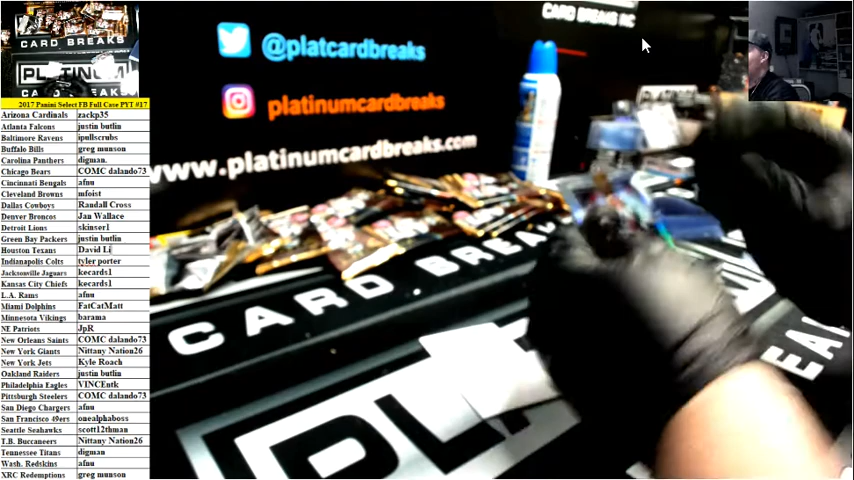 CARD BREAKS
PLATINUM
CARD BREAKS
2017 Panini Select FB Full Case PYT #17
Arizona Cardinals zackp35
Atlanta Falcons justin butlin
Baltimore Ravens ipullscrubs
Buffalo Bills greg munson
Carolina Panthers digman.
Chicago Bears COMC dalando73
Cincinnati Bengals afnu
Cleveland Browns mfoist
Dallas Cowboys Randall Cross
Denver Broncos Jan Wallace
Detroit Lions skinser1
Green Bay Packers justin butlin
Houston Texans David Li
Indianapolis Colts tyler porter
Jacksonville Jaguars kecards1
Kansas City Chiefs kecards1
L.A. Rams afnu
Miami Dolphins FatCatMatt
Minnesota Vikings barama
NE Patriots JpR
New Orleans Saints COMC dalando73
New York Giants Nittany Nation26
New York Jets Kyle Roach
Oakland Raiders justin butlin
Philadelphia Eagles VINCEntk
Pittsburgh Steelers COMC dalando73
San Diego Chargers afnu
San Francisco 49ers onealphaboss
Seattle Seahawks scott12thman
T.B. Buccaneers Nittany Nation26
Tennessee Titans digman
Wash. Redskins afnu
XRC Redemptions greg munson
CARD BREAKS
@platcardbreaks
platinumcardbreaks
www.platinumcardbreaks.com
CARD BREA
PL
EA